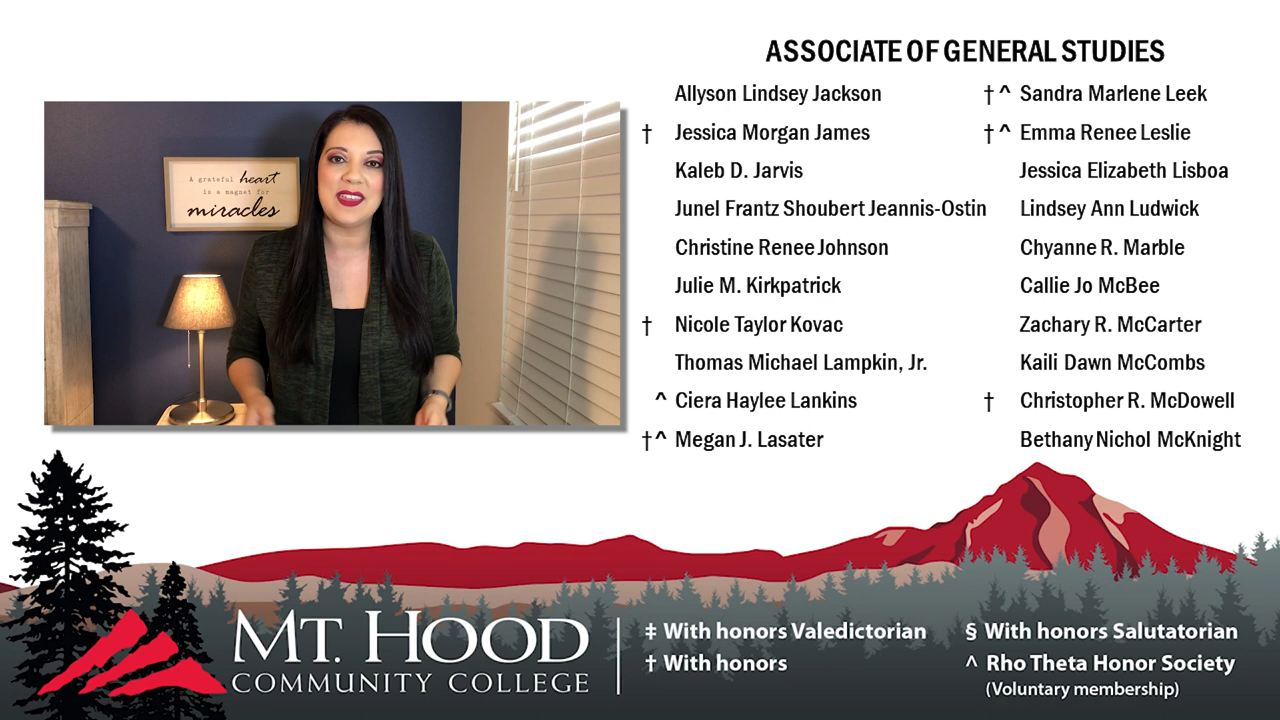 ASSOCIATE OF GENERAL STUDIES
Allyson Lindsey Jackson
† Jessica Morgan James
Kaleb D. Jarvis
Junel Frantz Shoubert Jeannis-Ostin
Christine Renee Johnson
Julie M. Kirkpatrick
† Nicole Taylor Kovac
Thomas Michael Lampkin, Jr.
^ Ciera Haylee Lankins
†^ Megan J. Lasater
†^ Sandra Marlene Leek
†^ Emma Renee Leslie
Jessica Elizabeth Lisboa
Lindsey Ann Ludwick
Chyanne R. Marble
Callie Jo McBee
Zachary R. McCarter
Kaili Dawn McCombs
† Christopher R. McDowell
Bethany Nichol McKnight
A grateful heart
is a magnet for
miracles
MT. HOOD
COMMUNITY COLLEGE
‡ With honors Valedictorian
† With honors
§ With honors Salutatorian
^ Rho Theta Honor Society
(Voluntary membership)